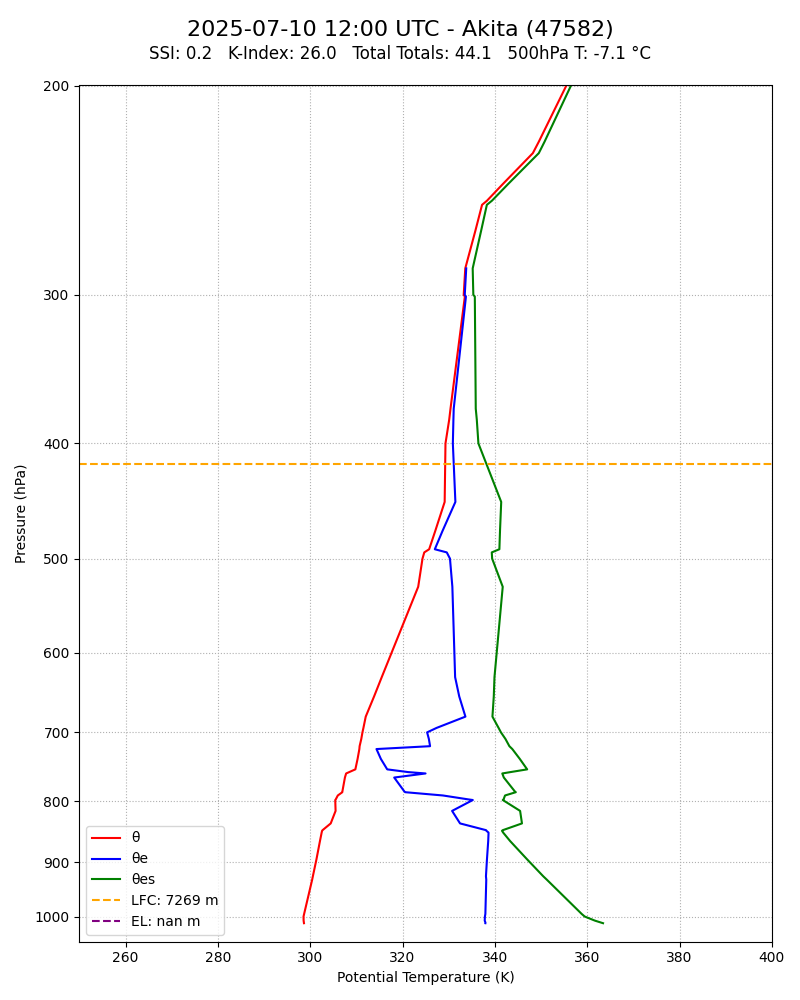 2025-07-10 12:00 UTC - Akita (47582)
SSI: 0.2 K-Index: 26.0 Total Totals: 44.1 500hPa T: -7.1 °C
200
300
400
500
600
700
800
900
1000
Pressure (hPa)
θ
θe
θes
LFC: 7269 m
EL: nan m
260 280 300 320 340 360 380 400
Potential Temperature (K)